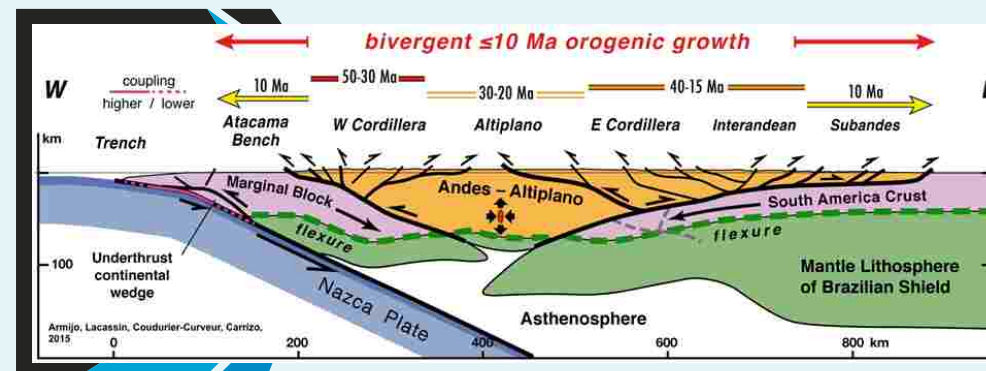 bivergent ≤10 Ma orogenic growth
W
coupling
higher / lower
10 Ma
50-30 Ma
30-20 Ma
40-15 Ma
10 Ma
Trench
Atacama
Bench
W Cordillera
Altiplano
E Cordillera
Interandean
Subandes
km
Marginal Block
Andes – Altiplano
South America Crust
flexure
flexure
100
Underthrust
continental
wedge
Nazca Plate
Mantle Lithosphere
of Brazilian Shield
Asthenosphere
Armijo, Lacassin, Coudurier-Curveur, Carrizo,
2015
0
200
400
600
800 km